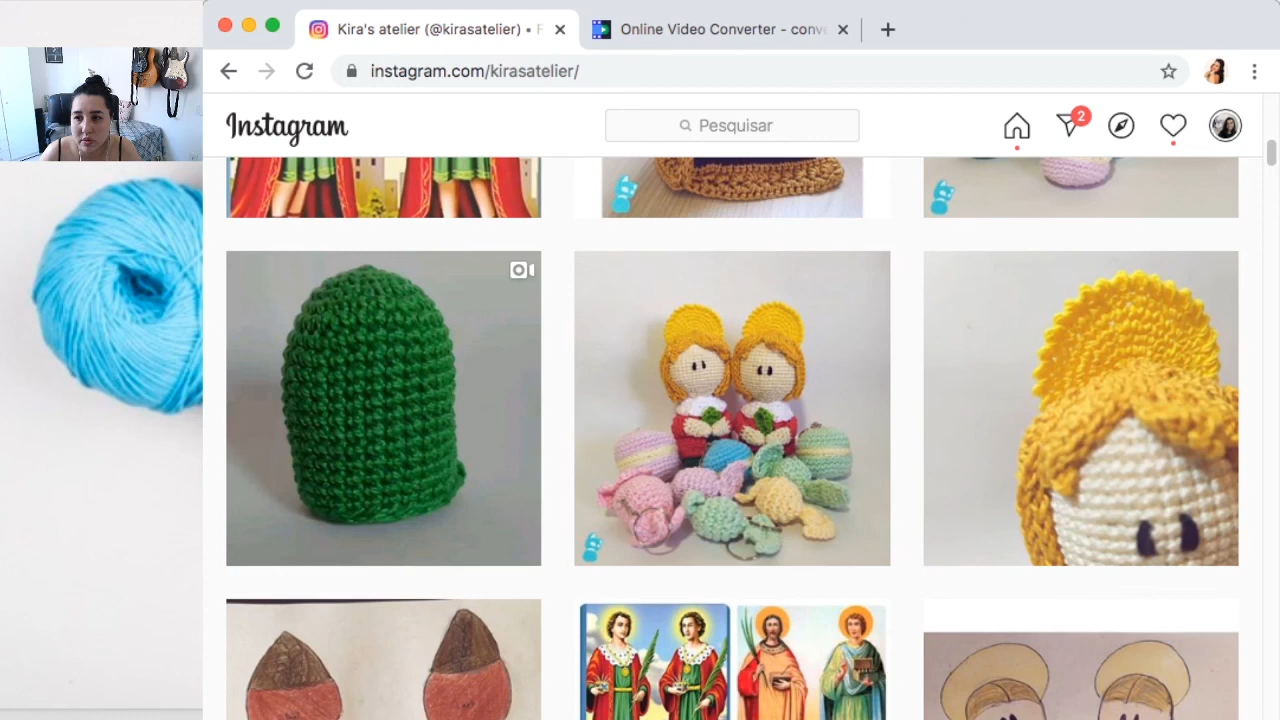 Kira's atelier (@kirasatelier) • F
Online Video Converter - conv
instagram.com/kirasatelier/
Instagram
Pesquisar
2